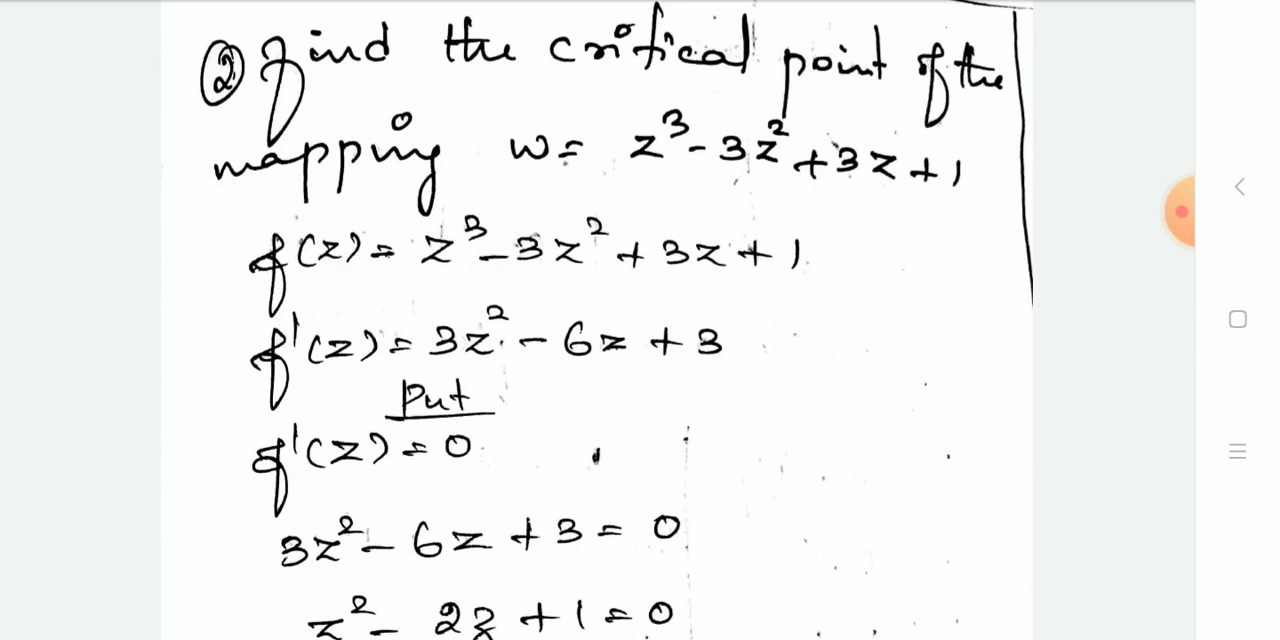 ② Find the critical point of the
mapping w = z³ - 3z² + 3z + 1
f(z) = z³ - 3z² + 3z + 1
f'(z) = 3z² - 6z + 3
Put
f'(z) = 0
3z² - 6z + 3 = 0
z² - 2z + 1 = 0